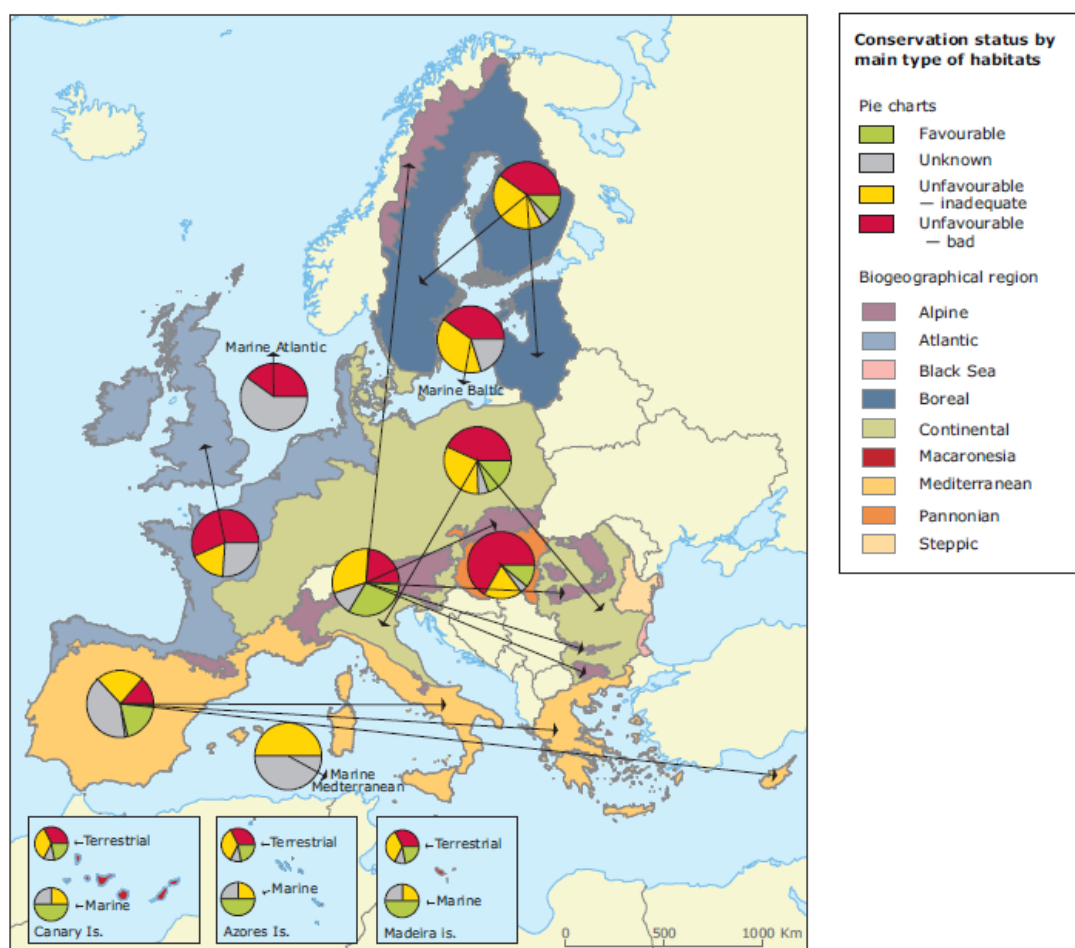 Marine Atlantic
Marine Baltic
Marine
Mediterranean
Terrestrial
Marine
Canary Is.
Terrestrial
Marine
Azores Is.
Terrestrial
Marine
Madeira is.
0 500 1000 Km
Conservation status by
main type of habitats
Pie charts
Favourable
Unknown
Unfavourable
— inadequate
Unfavourable
— bad
Biogeographical region
Alpine
Atlantic
Black Sea
Boreal
Continental
Macaronesia
Mediterranean
Pannonian
Steppic